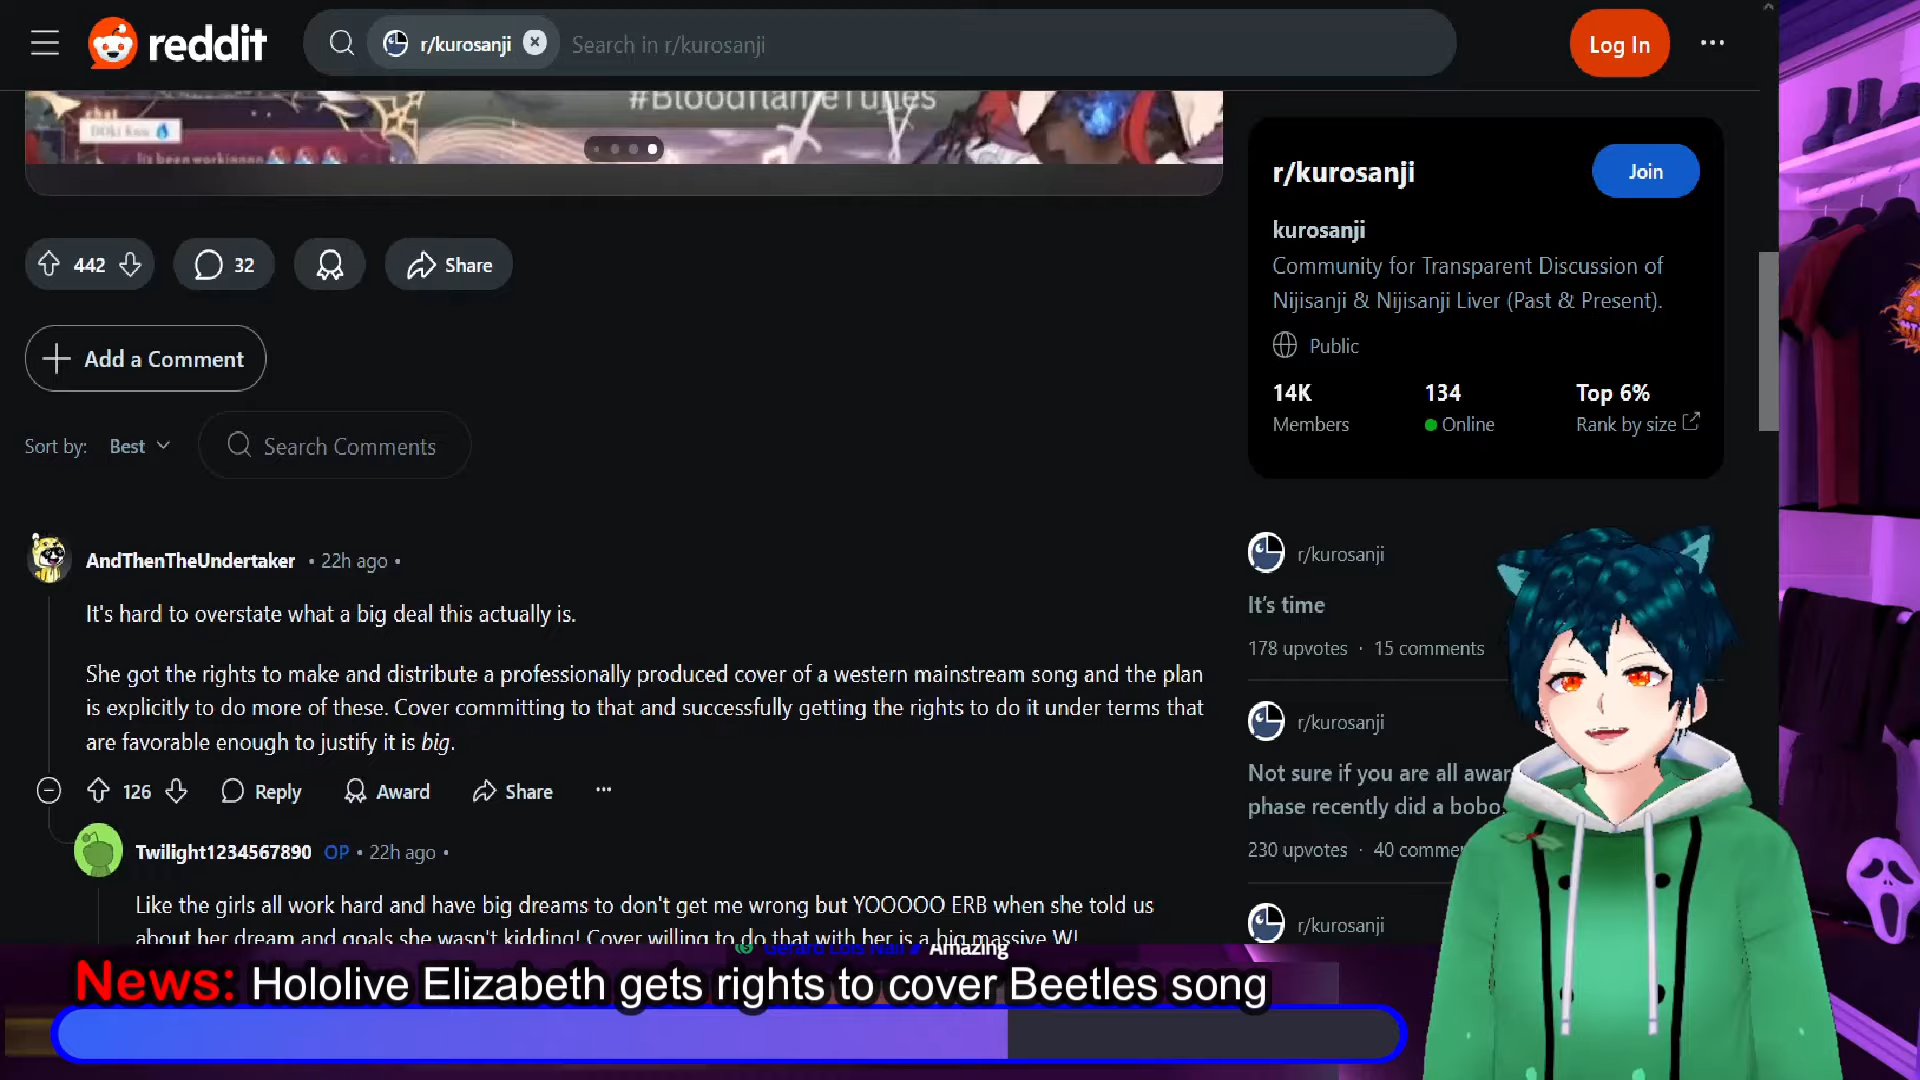 reddit
r/kurosanji
Search in r/kurosanji
Log In
#BloodflameTunes
442
32
Share
Add a Comment
Sort by: Best
Search Comments
r/kurosanji
Join
kurosanji
Community for Transparent Discussion of
Nijisanji & Nijisanji Liver (Past & Present).
Public
14K
134
Top 6%
Members
Online
Rank by size
AndThenTheUndertaker • 22h ago •
It's hard to overstate what a big deal this actually is.
She got the rights to make and distribute a professionally produced cover of a western mainstream song and the plan
is explicitly to do more of these. Cover committing to that and successfully getting the rights to do it under terms that
are favorable enough to justify it is big.
126
Reply
Award
Share
Twilight1234567890 OP • 22h ago •
Like the girls all work hard and have big dreams to don't get me wrong but YOOOOO ERB when she told us
about her dream and goals she wasn't kidding! Cover willing to do that with her is a big massive W!
r/kurosanji
It's time
178 upvotes · 15 comments
r/kurosanji
Not sure if you are all awar
phase recently did a bobo
230 upvotes · 40 comme
r/kurosanji
Amazing
News: Hololive Elizabeth gets rights to cover Beetles song